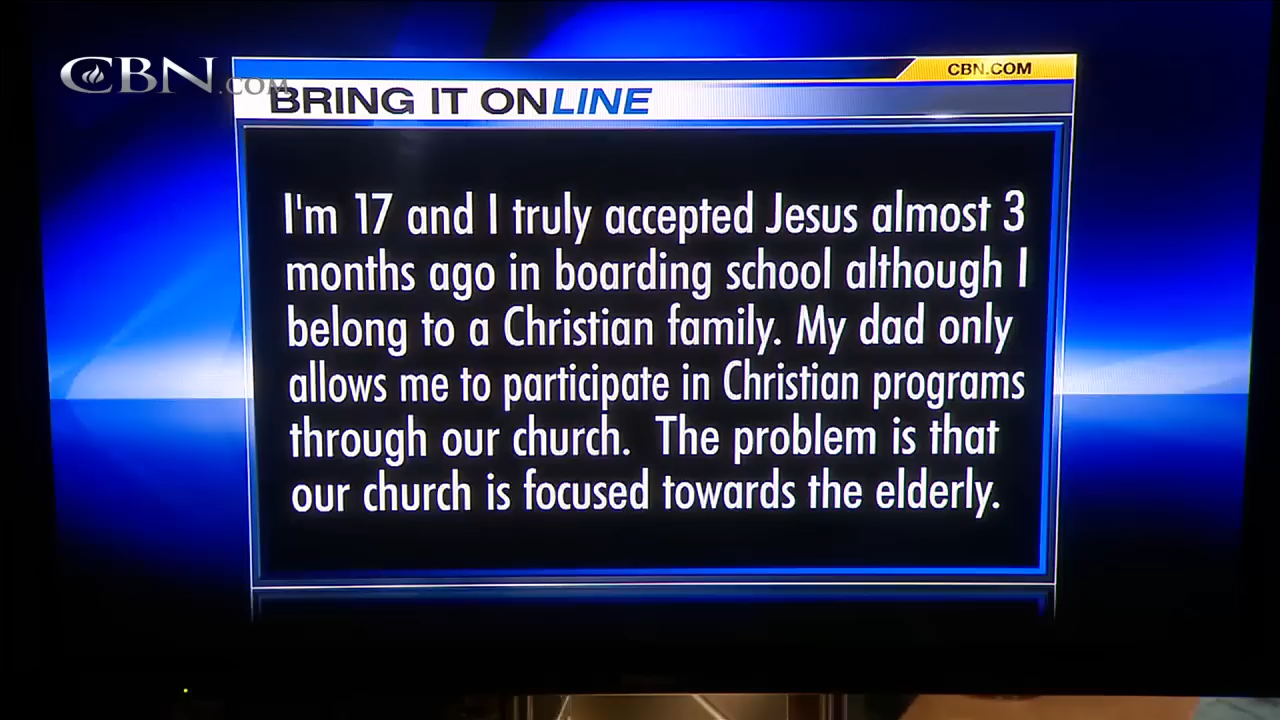 CBN.COM
CBN.COM
BRING IT ONLINE
I'm 17 and I truly accepted Jesus almost 3
months ago in boarding school although I
belong to a Christian family. My dad only
allows me to participate in Christian programs
through our church. The problem is that
our church is focused towards the elderly.